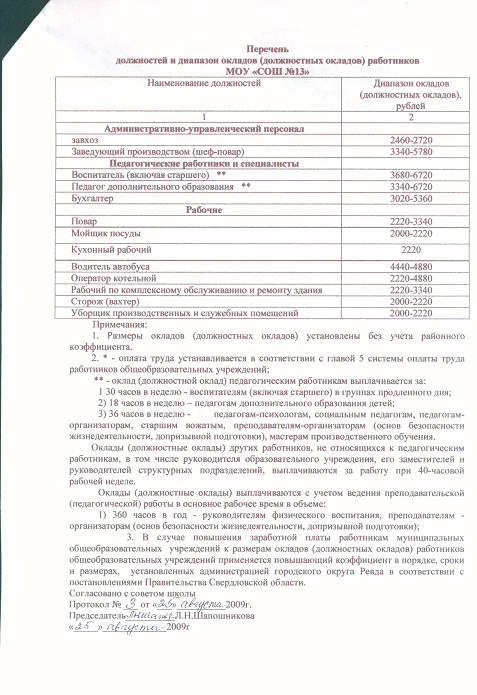 Перечень
должностей и диапазон окладов (должностных окладов) работников
МОУ «СОШ №13»
Наименование должностей Диапазон окладов (должностных окладов), рублей
1 2
Административно-управленческий персонал
завхоз 2460-2720
Заведующий производством (шеф-повар) 3340-5780
Педагогические работники и специалисты
Воспитатель (включая старшего) ** 3680-6720
Педагог дополнительного образования ** 3340-6720
Бухгалтер 3020-5360
Рабочие
Повар 2220-3340
Мойщик посуды 2000-2220
Кухонный рабочий 2220
Водитель автобуса 4440-4880
Оператор котельной 2220-4880
Рабочий по комплексному обслуживанию и ремонту здания 2220-3340
Сторож (вахтер) 2000-2220
Уборщик производственных и служебных помещений 2000-2220
Примечания:
1. Размеры окладов (должностных окладов) установлены без учета районного
коэффициента.
2. * - оплата труда устанавливается в соответствии с главой 5 системы оплаты труда
работников общеобразовательных учреждений;
** - оклад (должностной оклад) педагогическим работникам выплачивается за:
1 30 часов в неделю - воспитателям (включая старшего) в группах продленного дня;
2) 18 часов в неделю – педагогам дополнительного образования детей;
3) 36 часов в неделю - педагогам-психологам, социальным педагогам, педагогам-
организаторам, старшим вожатым, преподавателям-организаторам (основ безопасности
жизнедеятельности, допризывной подготовки), мастерам производственного обучения.
Оклады (должностные оклады) других работников, не относящихся к педагогическим
работникам, в том числе руководителя образовательного учреждения, его заместителей и
руководителей структурных подразделений, выплачиваются за работу при 40-часовой
рабочей неделе.
Оклады (должностные оклады) выплачиваются с учетом ведения преподавательской
(педагогической) работы в основное рабочее время в объеме:
1) 360 часов в год - руководителям физического воспитания, преподавателям -
организаторам (основ безопасности жизнедеятельности, допризывной подготовки);
3. В случае повышения заработной платы работникам муниципальных
общеобразовательных учреждений к размерам окладов (должностных окладов) работников
общеобразовательных учреждений применяется повышающий коэффициент в порядке, сроки
и размерах, установленных администрацией городского округа Ревда в соответствии с
постановлениями Правительства Свердловской области.
Согласовано с советом школы
Протокол № 3 от «25» августа 2009г.
Председатель Л.Н.Шапошникова
«25» августа 2009г